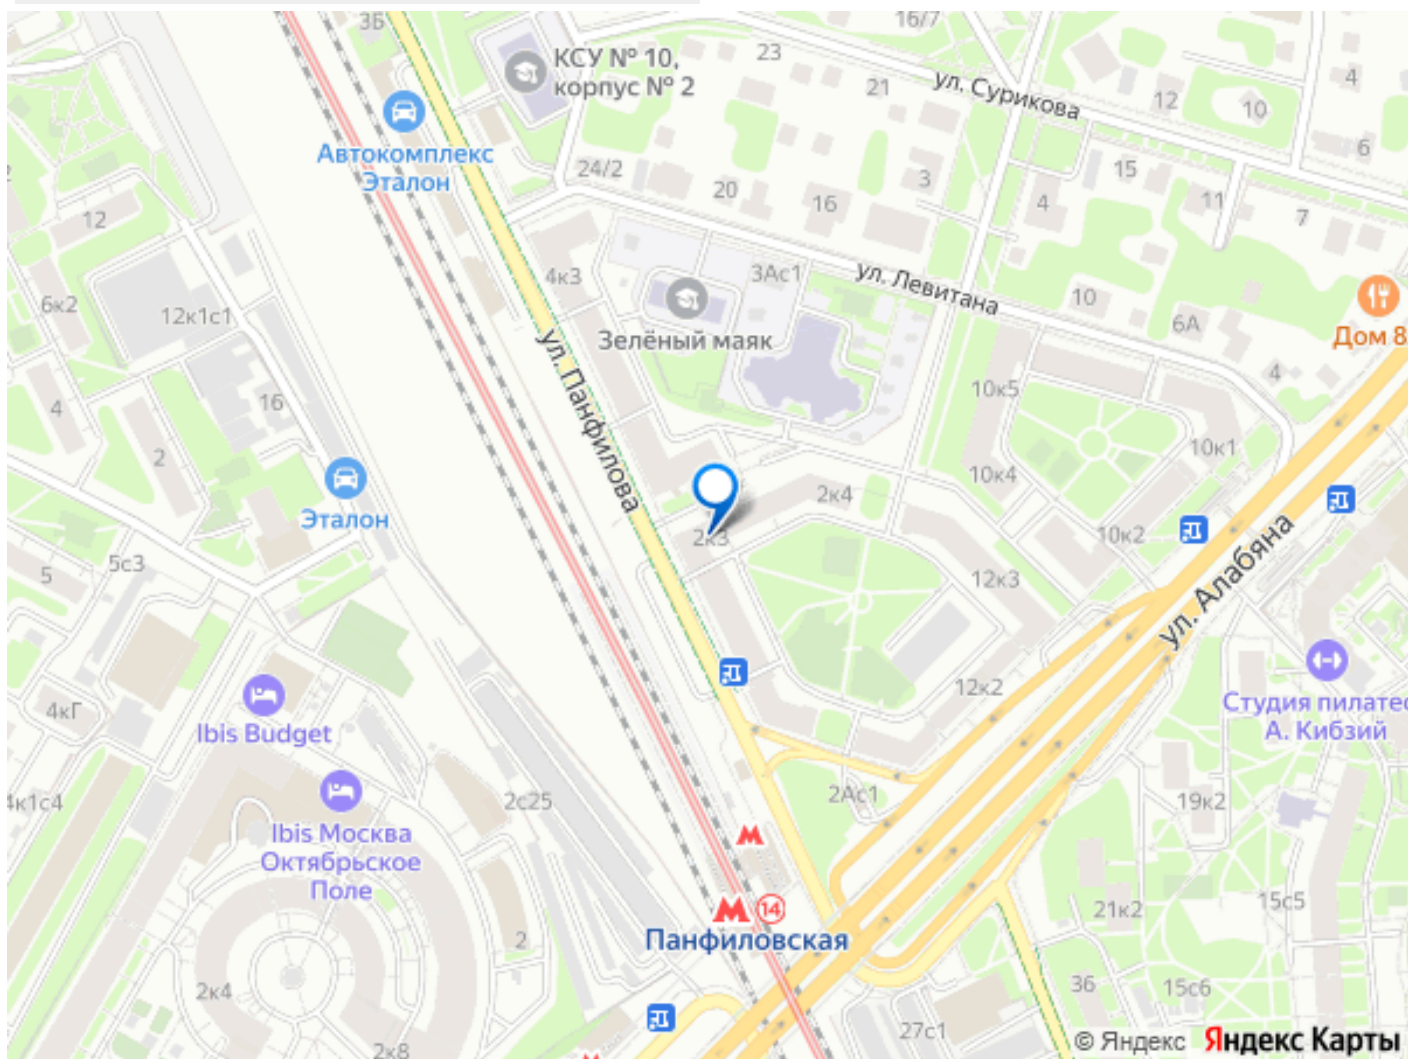 3Б
КСУ № 10,
корпус № 2
23
16/7
21
ул. Сурикова
12
10
4
6
Автокомплекс
Эталон
24/2
20
16
3
4
15
11
7
12
4к3
3Ас1
ул. Левитана
10
6А
Дом 8
6к2
12к1с1
Зелёный маяк
ул. Панфилова
4
16
2
10к5
4
10к1
10к4
2к4
Эталон
2к3
10к2
ул. Алабяна
5с3
5
12к3
12к2
Студия пилатес
А. Кибзий
4кГ
Ibis Budget
4к1с4
2с25
2Ас1
19к2
Ibis Москва
Октябрьское
Поле
14
Панфиловская
21к2
15с5
2
2к4
36
15с6
27с1
2к8
© Яндекс Яндекс Карты